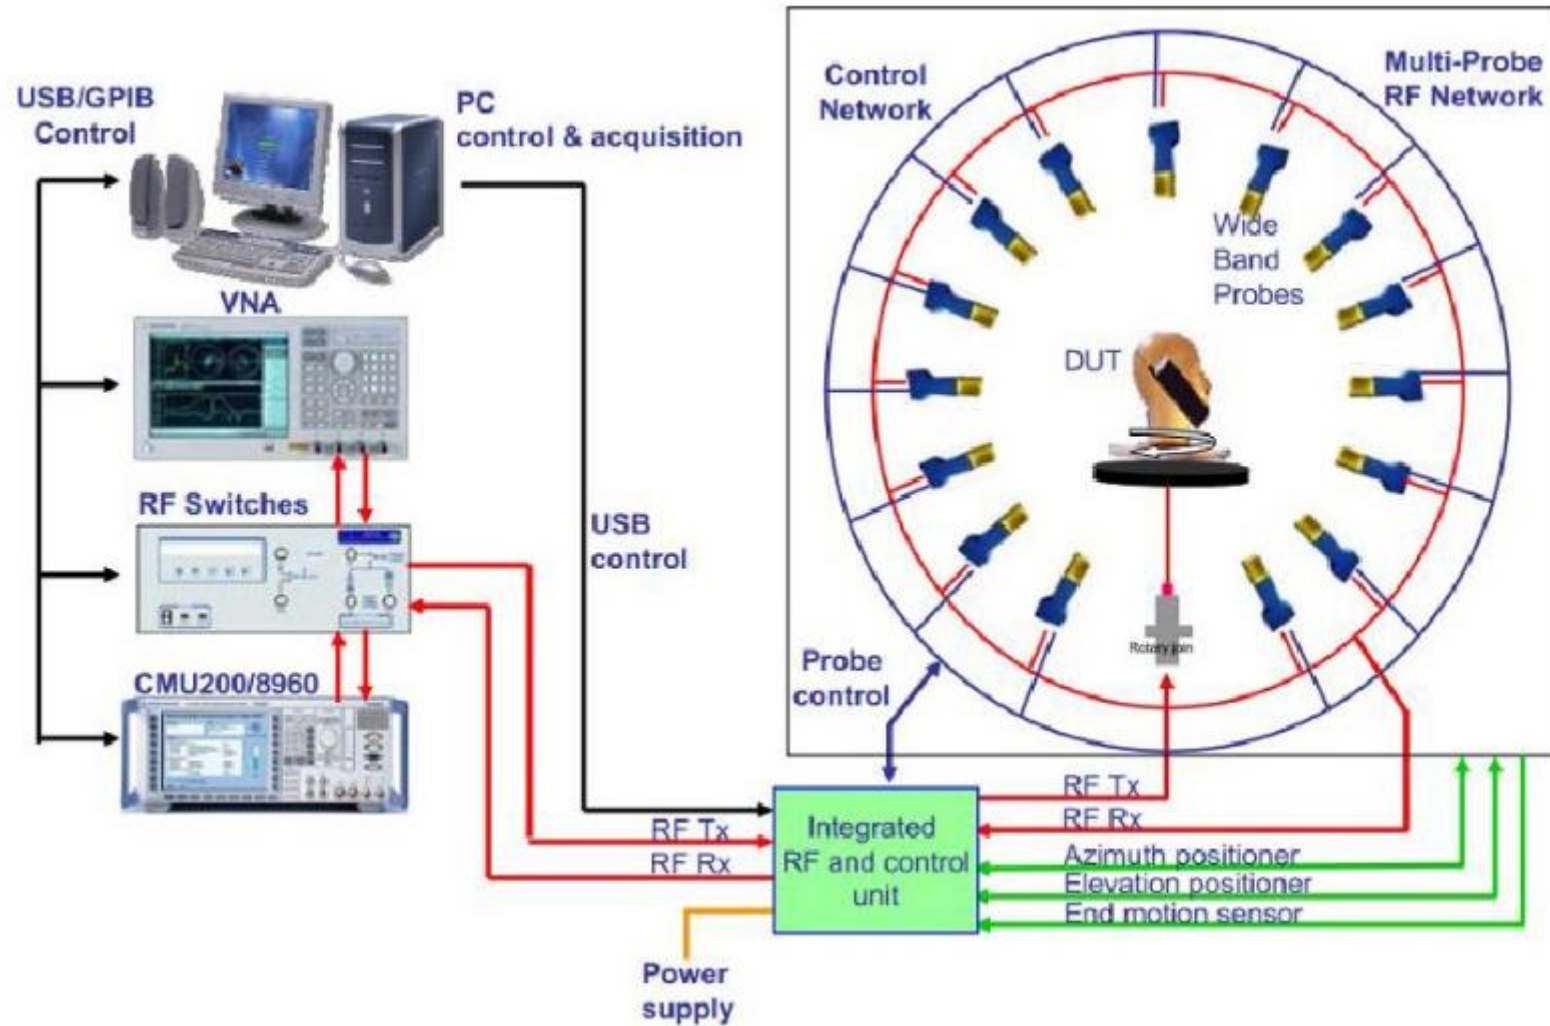 USB/GPIB
Control
PC
control & acquisition
VNA
RF Switches
CMU200/8960
USB
control
Control
Network
Multi-Probe
RF Network
Wide
Band
Probes
DUT
Rotary join
Probe
control
RF Tx
RF Rx
Integrated
RF and control
unit
RF Tx
RF Rx
Azimuth positioner
Elevation positioner
End motion sensor
Power
supply